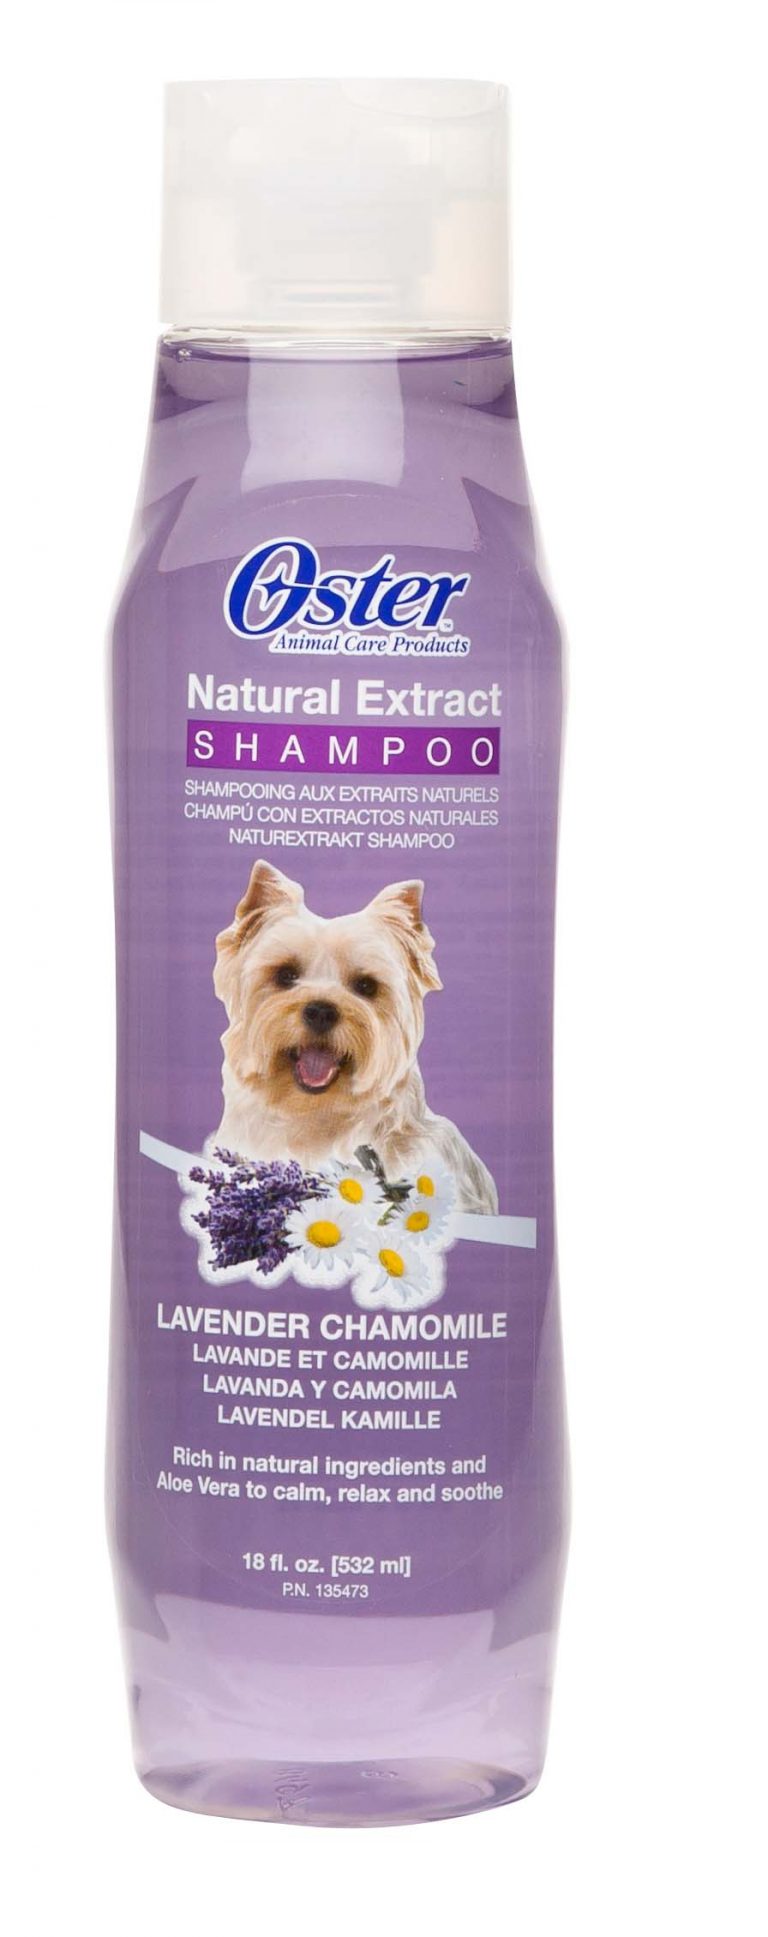 Oster™
Animal Care Products
Natural Extract
SHAMPOO
SHAMPOOING AUX EXTRAITS NATURELS
CHAMPÚ CON EXTRACTOS NATURALES
NATUREXTRAKT SHAMPOO
LAVENDER CHAMOMILE
LAVANDE ET CAMOMILLE
LAVANDA Y CAMOMILA
LAVENDEL KAMILLE
Rich in natural ingredients and
Aloe Vera to calm, relax and soothe
18 fl. oz. [532 ml]
P.N. 135473